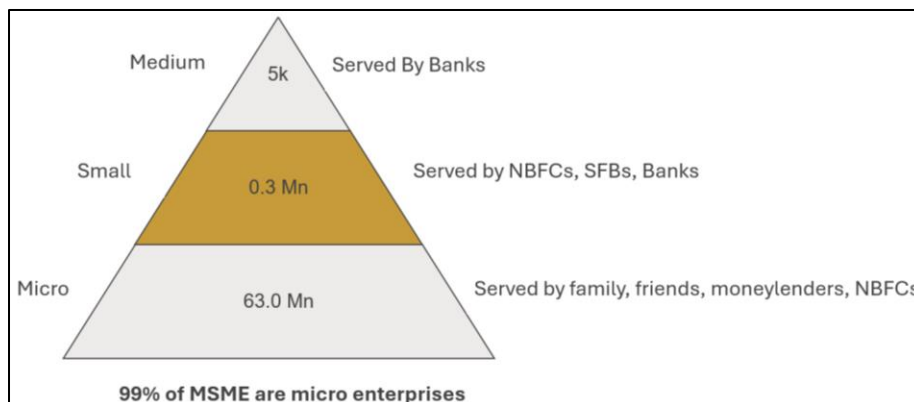 Medium
5k
Served By Banks
Small
0.3 Mn
Served by NBFCs, SFBs, Banks
Micro
63.0 Mn
Served by family, friends, moneylenders, NBFCs
99% of MSME are micro enterprises